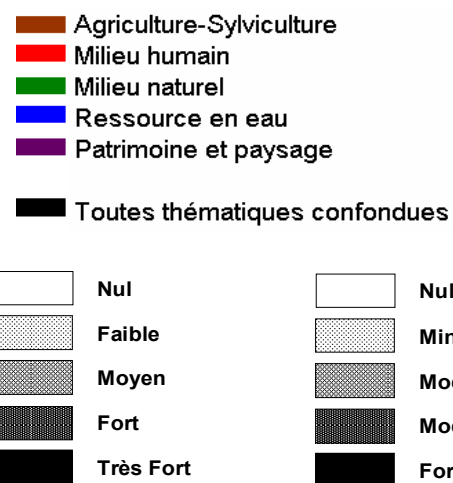 Agriculture-Sylviculture
Milieu humain
Milieu naturel
Ressource en eau
Patrimoine et paysage
Toutes thématiques confondues
Nul
Faible
Moyen
Fort
Très Fort
Nul